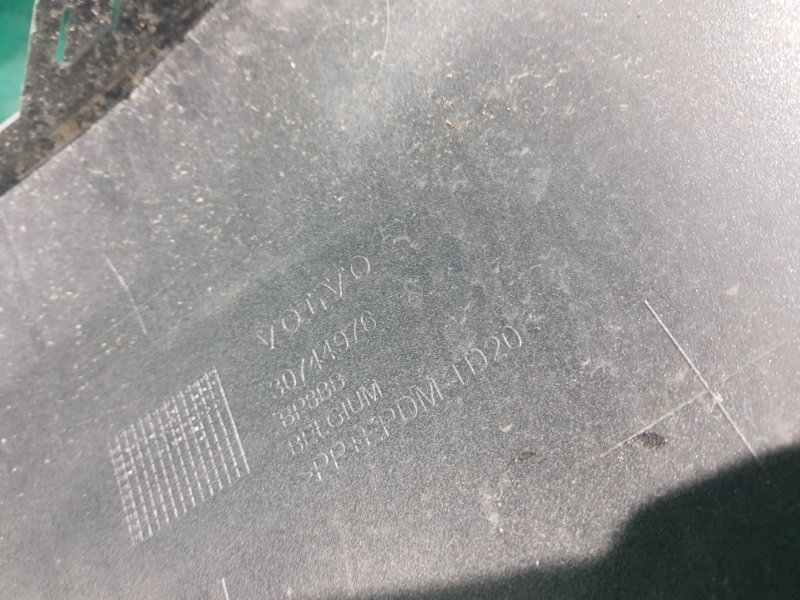 VOLVO
30744976
BP8BB
BELGIUM
>PP+EPDM-TD20